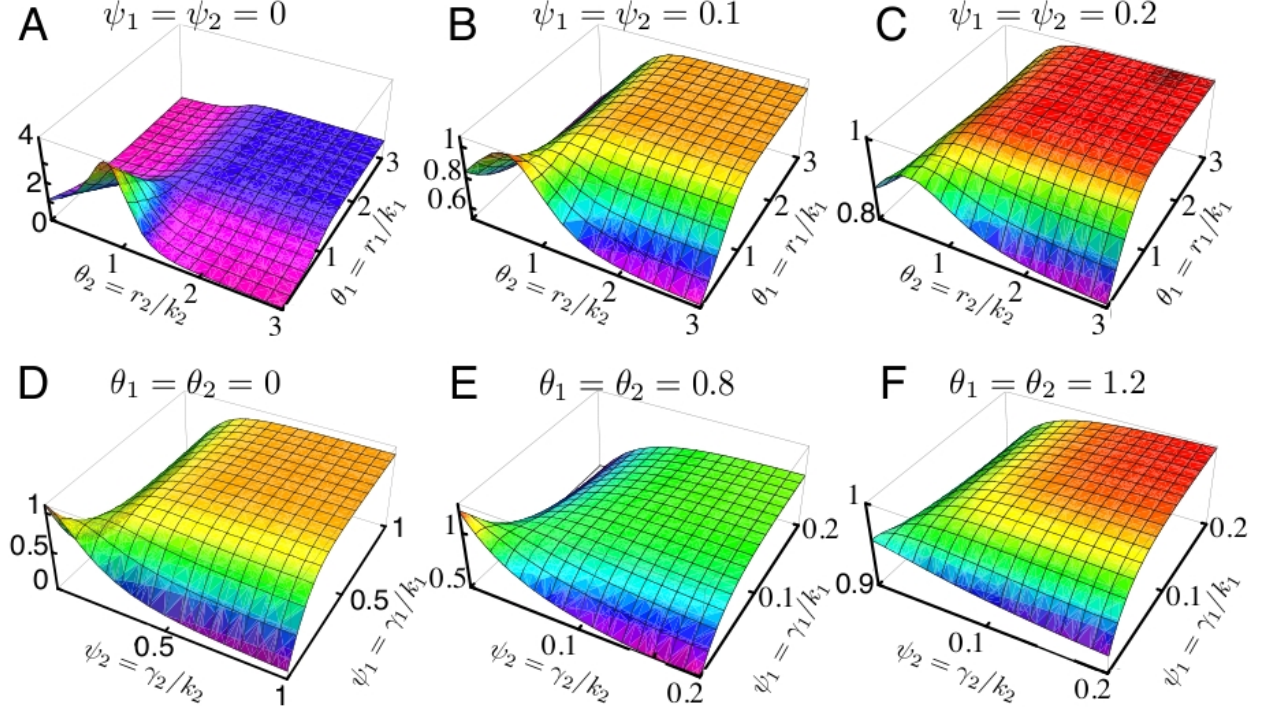 A ψ₁ = ψ₂ = 0
4
2
0
1
2
3
θ₂ = r₂/k₂
1
2
3
θ₁ = r₁/k₁
B ψ₁ = ψ₂ = 0.1
1
0.8
0.6
1
2
3
θ₂ = r₂/k₂
1
2
3
θ₁ = r₁/k₁
C ψ₁ = ψ₂ = 0.2
1
0.8
1
2
3
θ₂ = r₂/k₂
1
2
3
θ₁ = r₁/k₁
D θ₁ = θ₂ = 0
1
0.5
0
0.5
1
ψ₂ = γ₂/k₂
0.5
1
ψ₁ = γ₁/k₁
E θ₁ = θ₂ = 0.8
1
0.5
0.1
0.2
ψ₂ = γ₂/k₂
0.1
0.2
ψ₁ = γ₁/k₁
F θ₁ = θ₂ = 1.2
1
0.9
0.1
0.2
ψ₂ = γ₂/k₂
0.1
0.2
ψ₁ = γ₁/k₁